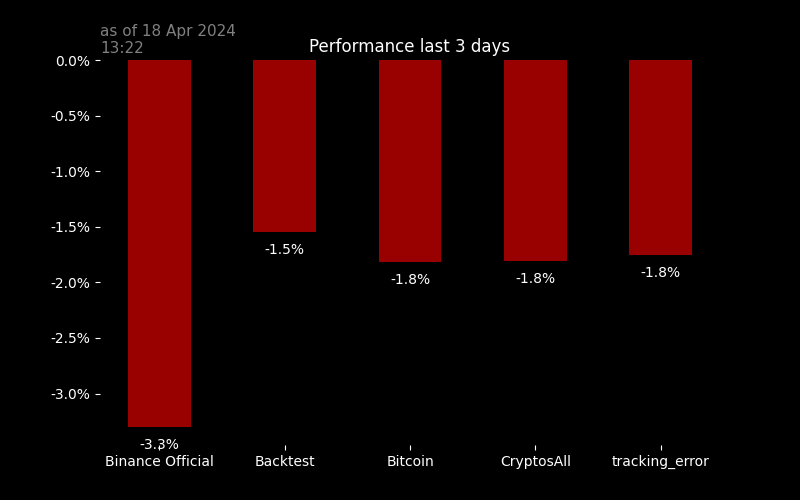 as of 18 Apr 2024
13:22
Performance last 3 days
0.0%
-0.5%
-1.0%
-1.5%
-2.0%
-2.5%
-3.0%
-3.3%
-1.5%
-1.8%
-1.8%
-1.8%
Binance Official
Backtest
Bitcoin
CryptosAll
tracking_error